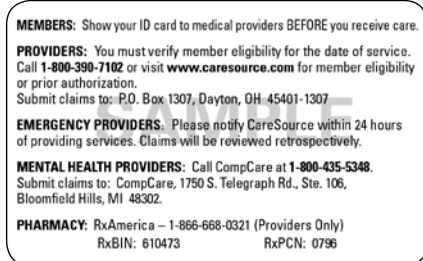 MEMBERS: Show your ID card to medical providers BEFORE you receive care.
PROVIDERS: You must verify member eligibility for the date of service.
Call 1-800-390-7102 or visit www.caresource.com for member eligibility
or prior authorization.
Submit claims to: P.O. Box 1307, Dayton, OH 45401-1307
SAMPLE
EMERGENCY PROVIDERS: Please notify CareSource within 24 hours
of providing services. Claims will be reviewed retrospectively.
MENTAL HEALTH PROVIDERS: Call CompCare at 1-800-435-5348.
Submit claims to: CompCare, 1750 S. Telegraph Rd., Ste. 106,
Bloomfield Hills, MI 48302.
PHARMACY: RxAmerica – 1-866-668-0321 (Providers Only)
RxBIN: 610473 RxPCN: 0796